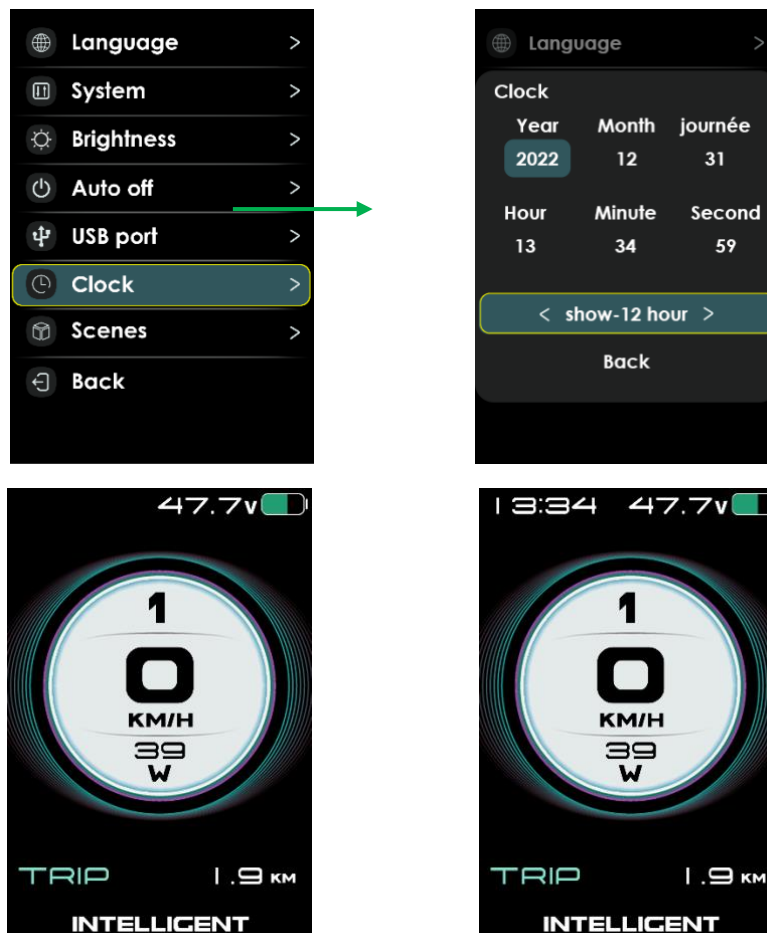 Language >
System >
Brightness >
Auto off >
USB port >
Clock >
Scenes >
Back
Language >
Clock
Year Month journée
2022 12 31
Hour Minute Second
13 34 59
< show-12 hour >
Back
47.7v
1
0
KM/H
39
W
TRIP 1.9 KM
INTELLIGENT
13:34 47.7v
1
0
KM/H
39
W
TRIP 1.9 KM
INTELLIGENT